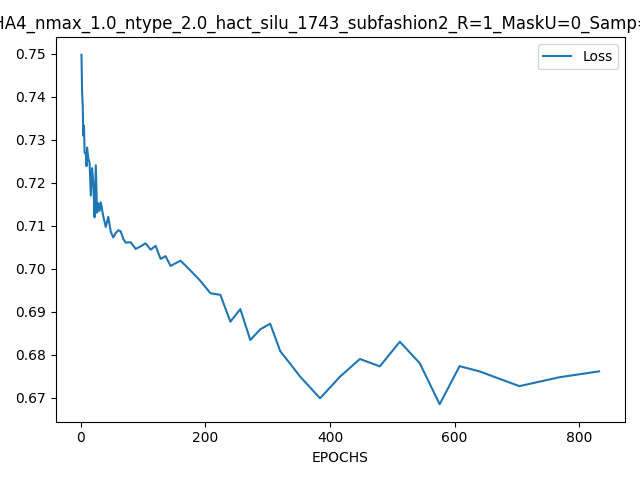 HA4_nmax_1.0_ntype_2.0_hact_silu_1743_subfashion2_R=1_MaskU=0_Samp=
Loss
0.75
0.74
0.73
0.72
0.71
0.70
0.69
0.68
0.67
0 200 400 600 800
EPOCHS